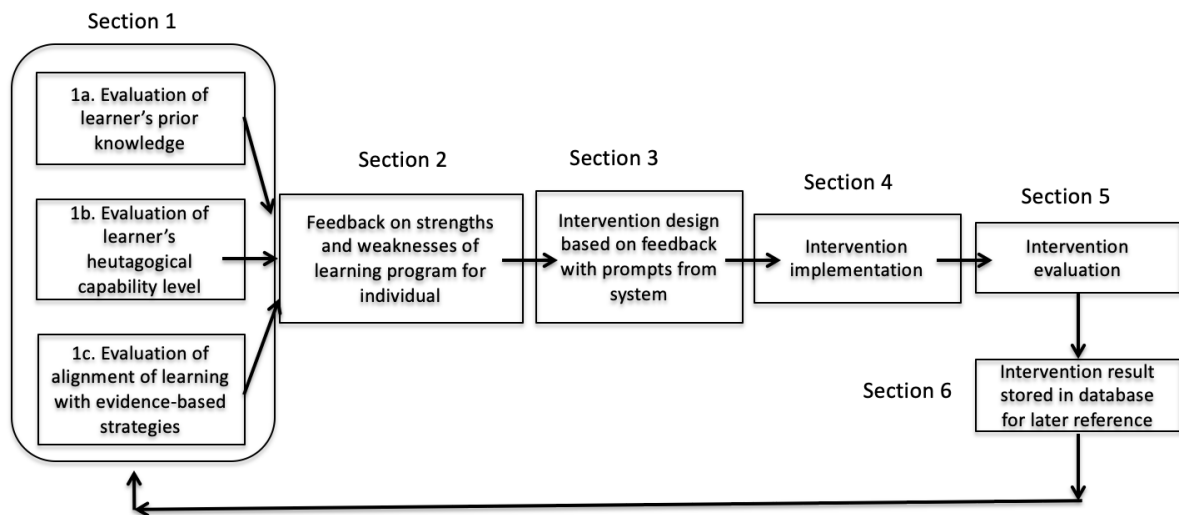 Section 1
1a. Evaluation of
learner’s prior
knowledge
1b. Evaluation of
learner’s
heutagogical
capability level
1c. Evaluation of
alignment of learning
with evidence-based
strategies
Section 2
Feedback on strengths
and weaknesses of
learning program for
individual
Section 3
Intervention design
based on feedback
with prompts from
system
Section 4
Intervention
implementation
Section 5
Intervention
evaluation
Section 6
Intervention result
stored in database
for later reference